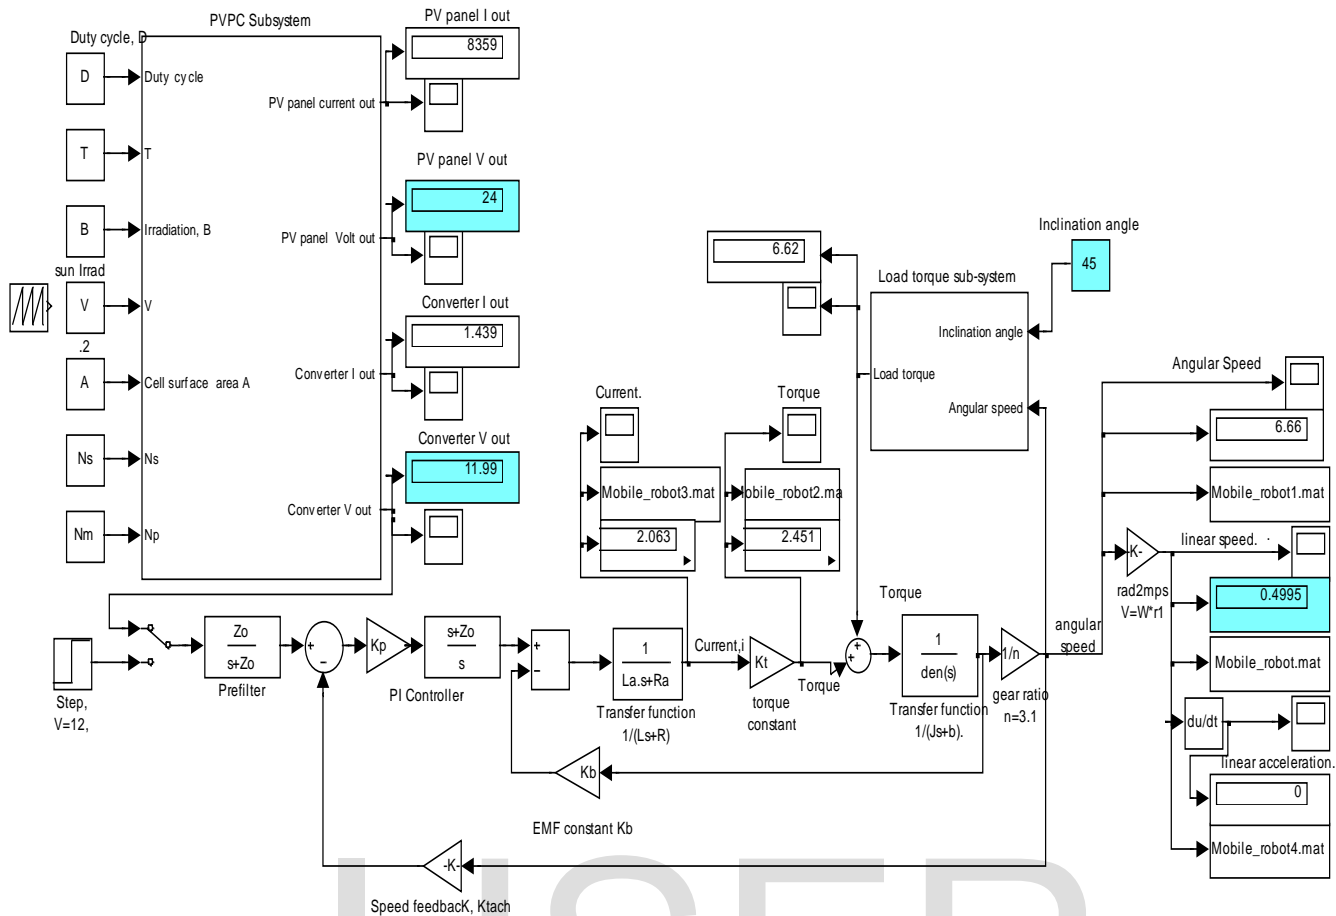 PVPC Subsystem
PV panel I out
Duty cycle, D
8359
D
Duty cycle
PV panel current out
T
T
PV panel V out
24
B
Irradiation, B
PV panel Volt out
sun Irrad
V
V
.2
Converter I out
1.439
A
Cell surface area A
Converter I out
Converter V out
11.99
Ns
Ns
Converter V out
Nm
Np
Inclination angle
45
6.62
Load torque sub-system
Inclination angle
Load torque
Angular speed
Current.
Mobile_robot3.mat
2.063
Torque
obile_robot2.ma
2.451
Angular Speed
6.66
Mobile_robot1.mat
linear speed.
-K-
rad2mps
V=W*r1
0.4995
Mobile_robot.mat
du/dt
linear acceleration.
0
Mobile_robot4.mat
Step,
V=12,
Zo
s+Zo
Prefilter
+
−
Kp
s+Zo
s
PI Controller
+
−
1
La.s+Ra
Transfer function
1/(Ls+R)
Current,i
Kt
torque
constant
Torque
+
+
Torque
1
den(s)
Transfer function
1/(Js+b).
1/n
gear ratio
n=3.1
angular
speed
Kb
EMF constant Kb
-K-
Speed feedbacK, Ktach
IJSER